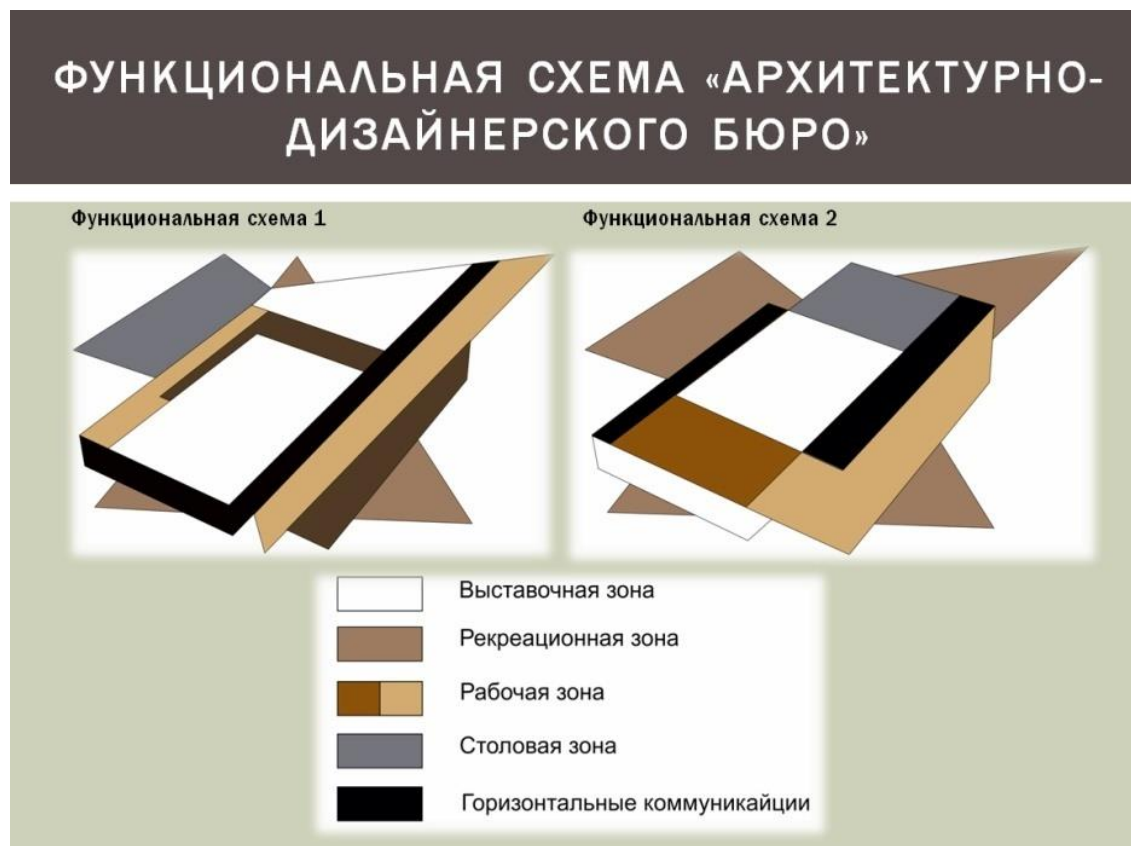 ФУНКЦИОНАЛЬНАЯ СХЕМА «АРХИТЕКТУРНО-
ДИЗАЙНЕРСКОГО БЮРО»
Функциональная схема 1
Функциональная схема 2
Выставочная зона
Рекреационная зона
Рабочая зона
Столовая зона
Горизонтальные коммуникайции